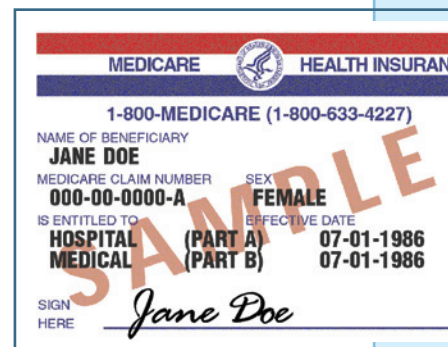 MEDICARE HEALTH INSURAN
1-800-MEDICARE (1-800-633-4227)
NAME OF BENEFICIARY
JANE DOE
MEDICARE CLAIM NUMBER SEX
000-00-0000-A FEMALE
IS ENTITLED TO EFFECTIVE DATE
HOSPITAL (PART A) 07-01-1986
MEDICAL (PART B) 07-01-1986
SIGN
HERE Jane Doe
SAMPLE